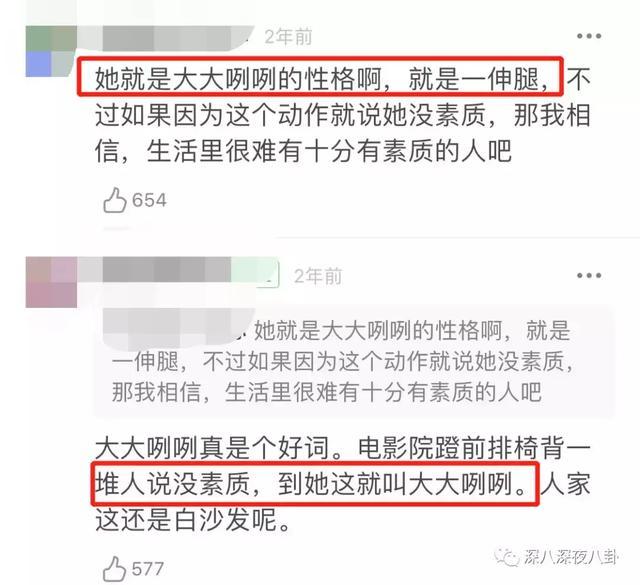 2年前
她就是大大咧咧的性格啊，就是一伸腿，不
过如果因为这个动作就说她没素质，那我相
信，生活里很难有十分有素质的人吧
654
2年前
她就是大大咧咧的性格啊，就是
一伸腿，不过如果因为这个动作就说她没素质，
那我相信，生活里很难有十分有素质的人吧
大大咧咧真是个好词。电影院蹬前排椅背一
堆人说没素质，到她这就叫大大咧咧。人家
这还是白沙发呢。
577
深八深夜八卦